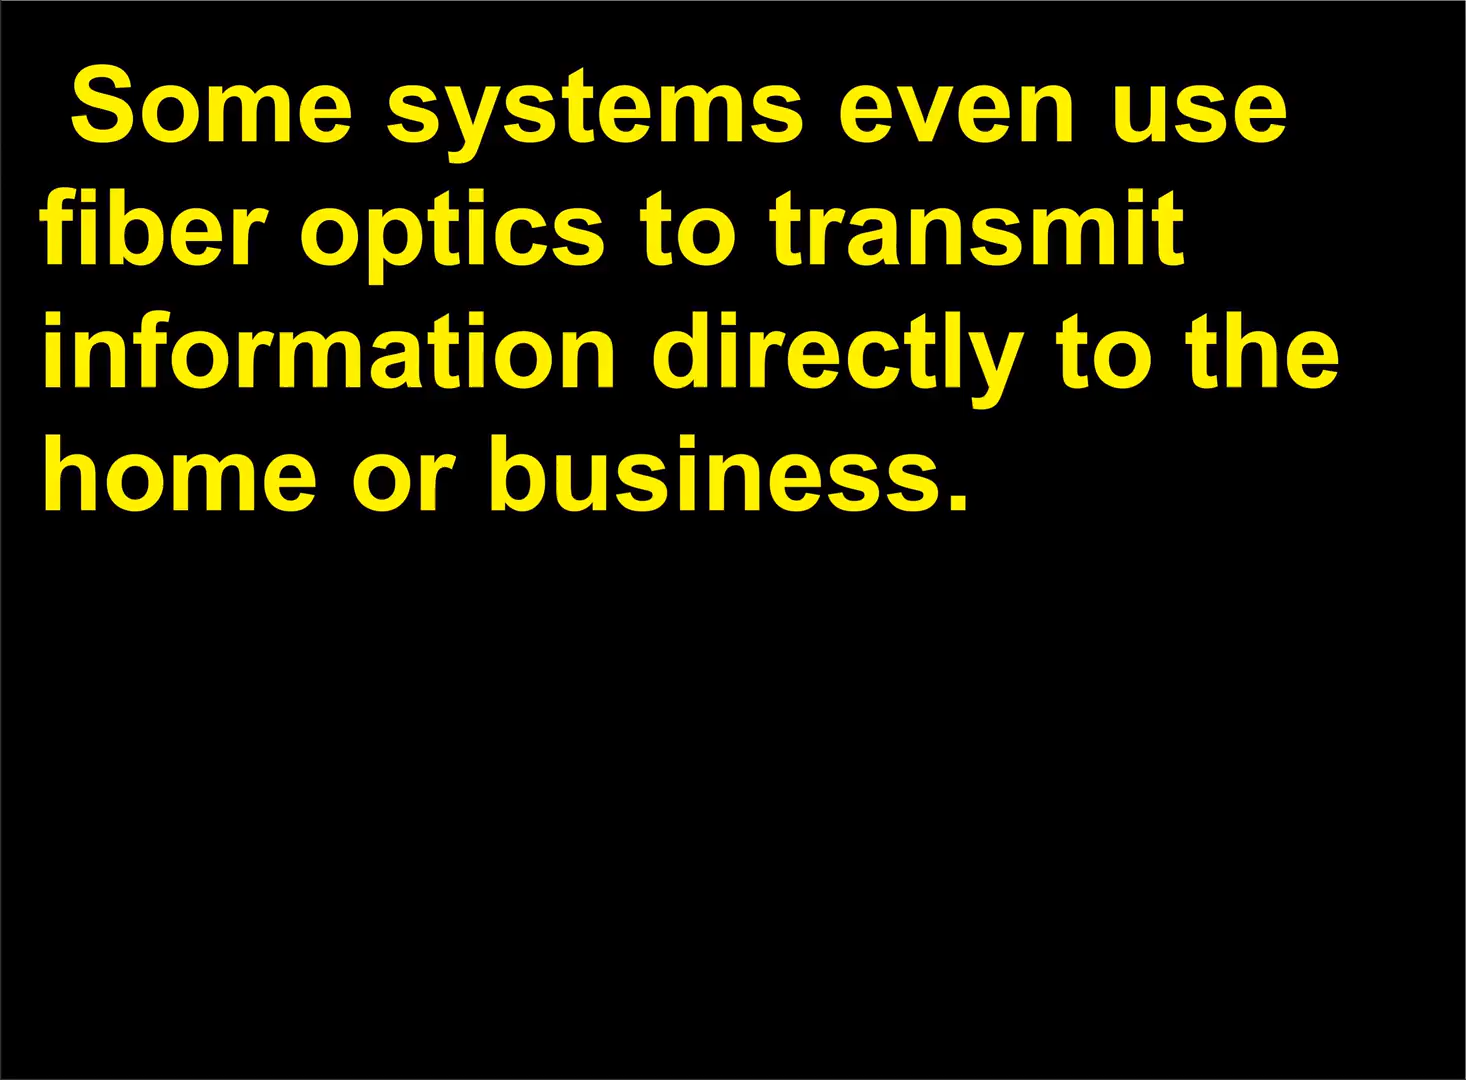 Some systems even use
fiber optics to transmit
information directly to the
home or business.